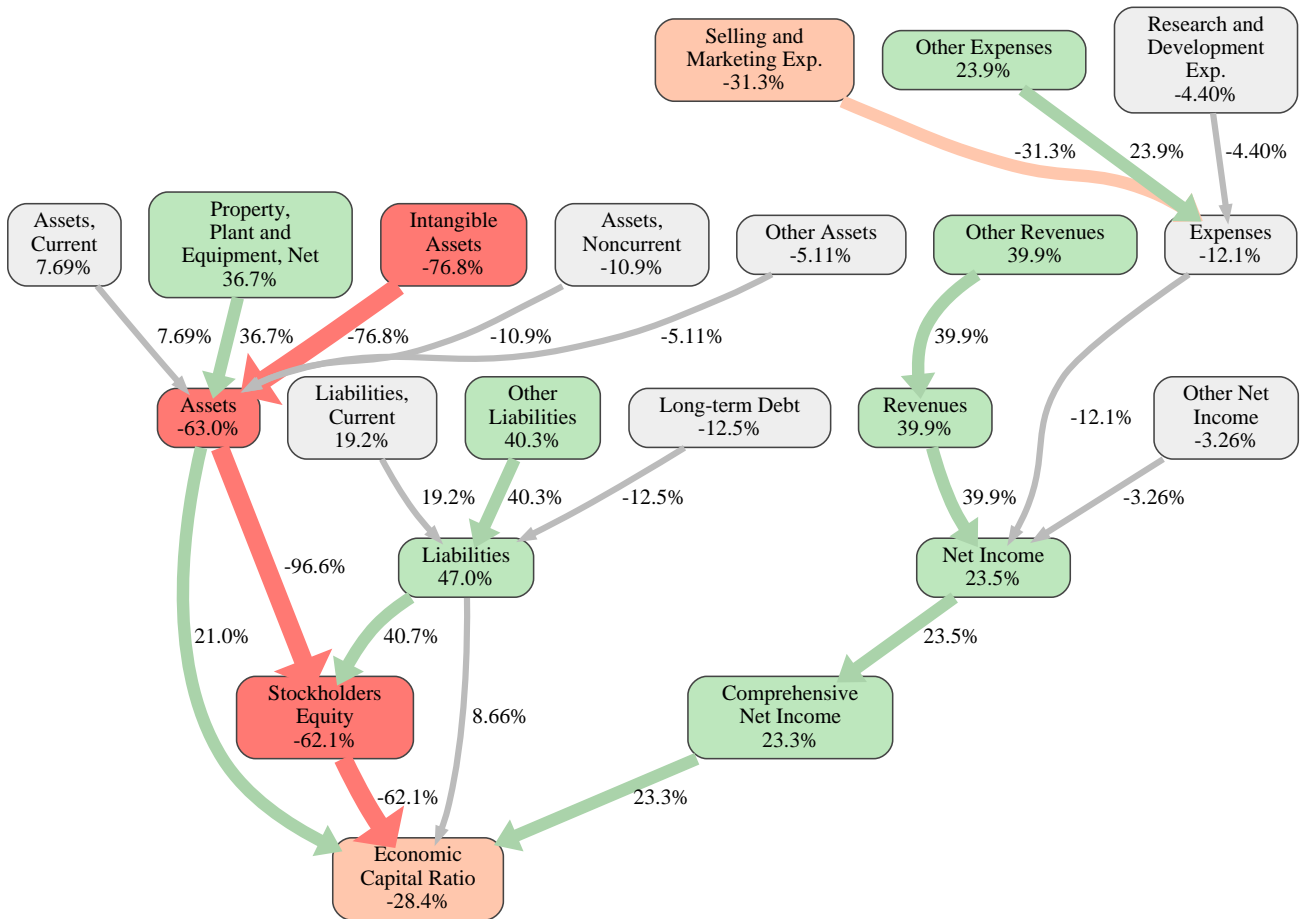 Selling and
Marketing Exp.
-31.3%
Other Expenses
23.9%
Research and
Development
Exp.
-4.40%
-31.3%
23.9%
-4.40%
Assets,
Current
7.69%
Property,
Plant and
Equipment, Net
36.7%
Intangible
Assets
-76.8%
Assets,
Noncurrent
-10.9%
Other Assets
-5.11%
Other Revenues
39.9%
Expenses
-12.1%
7.69%
36.7%
-76.8%
-10.9%
-5.11%
39.9%
Assets
-63.0%
Liabilities,
Current
19.2%
Other
Liabilities
40.3%
Long-term Debt
-12.5%
Revenues
39.9%
-12.1%
Other Net
Income
-3.26%
19.2%
40.3%
-12.5%
39.9%
-3.26%
-96.6%
Liabilities
47.0%
Net Income
23.5%
21.0%
40.7%
23.5%
Stockholders
Equity
-62.1%
8.66%
Comprehensive
Net Income
23.3%
-62.1%
23.3%
Economic
Capital Ratio
-28.4%